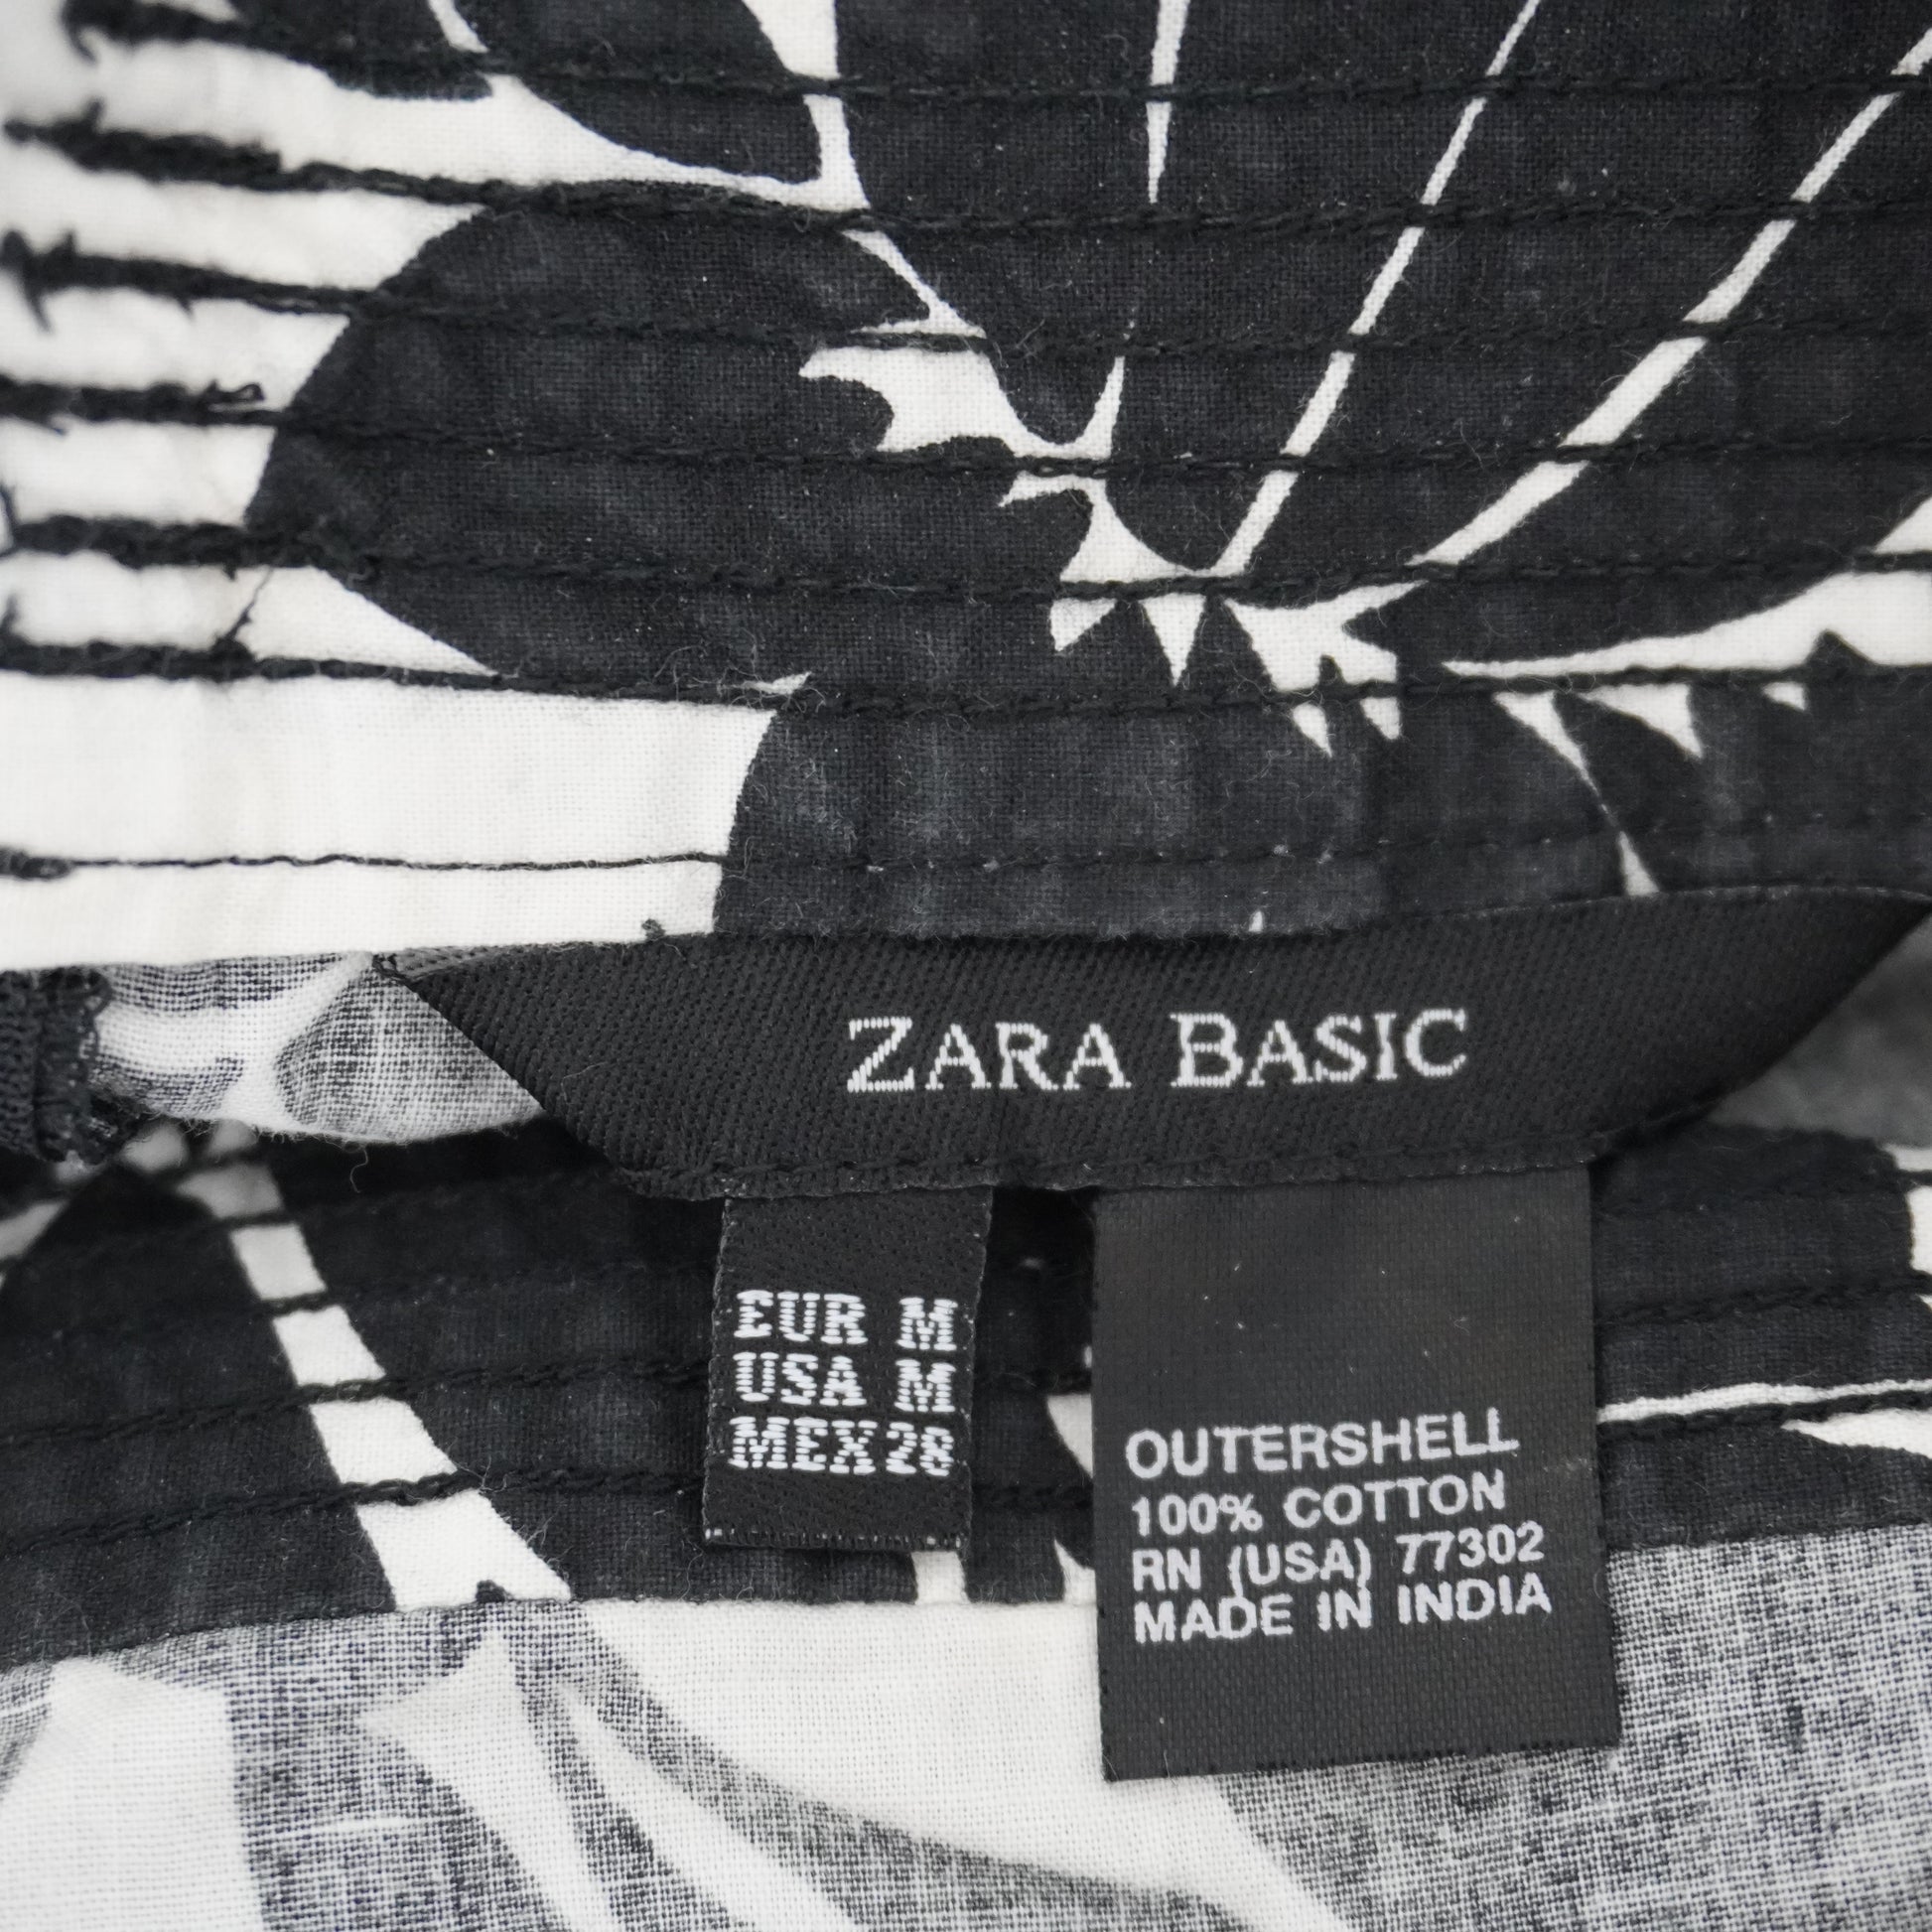 ZARA BASIC
EUR M
USA M
MEX 28
OUTERSHELL
100% COTTON
RN (USA) 77302
MADE IN INDIA